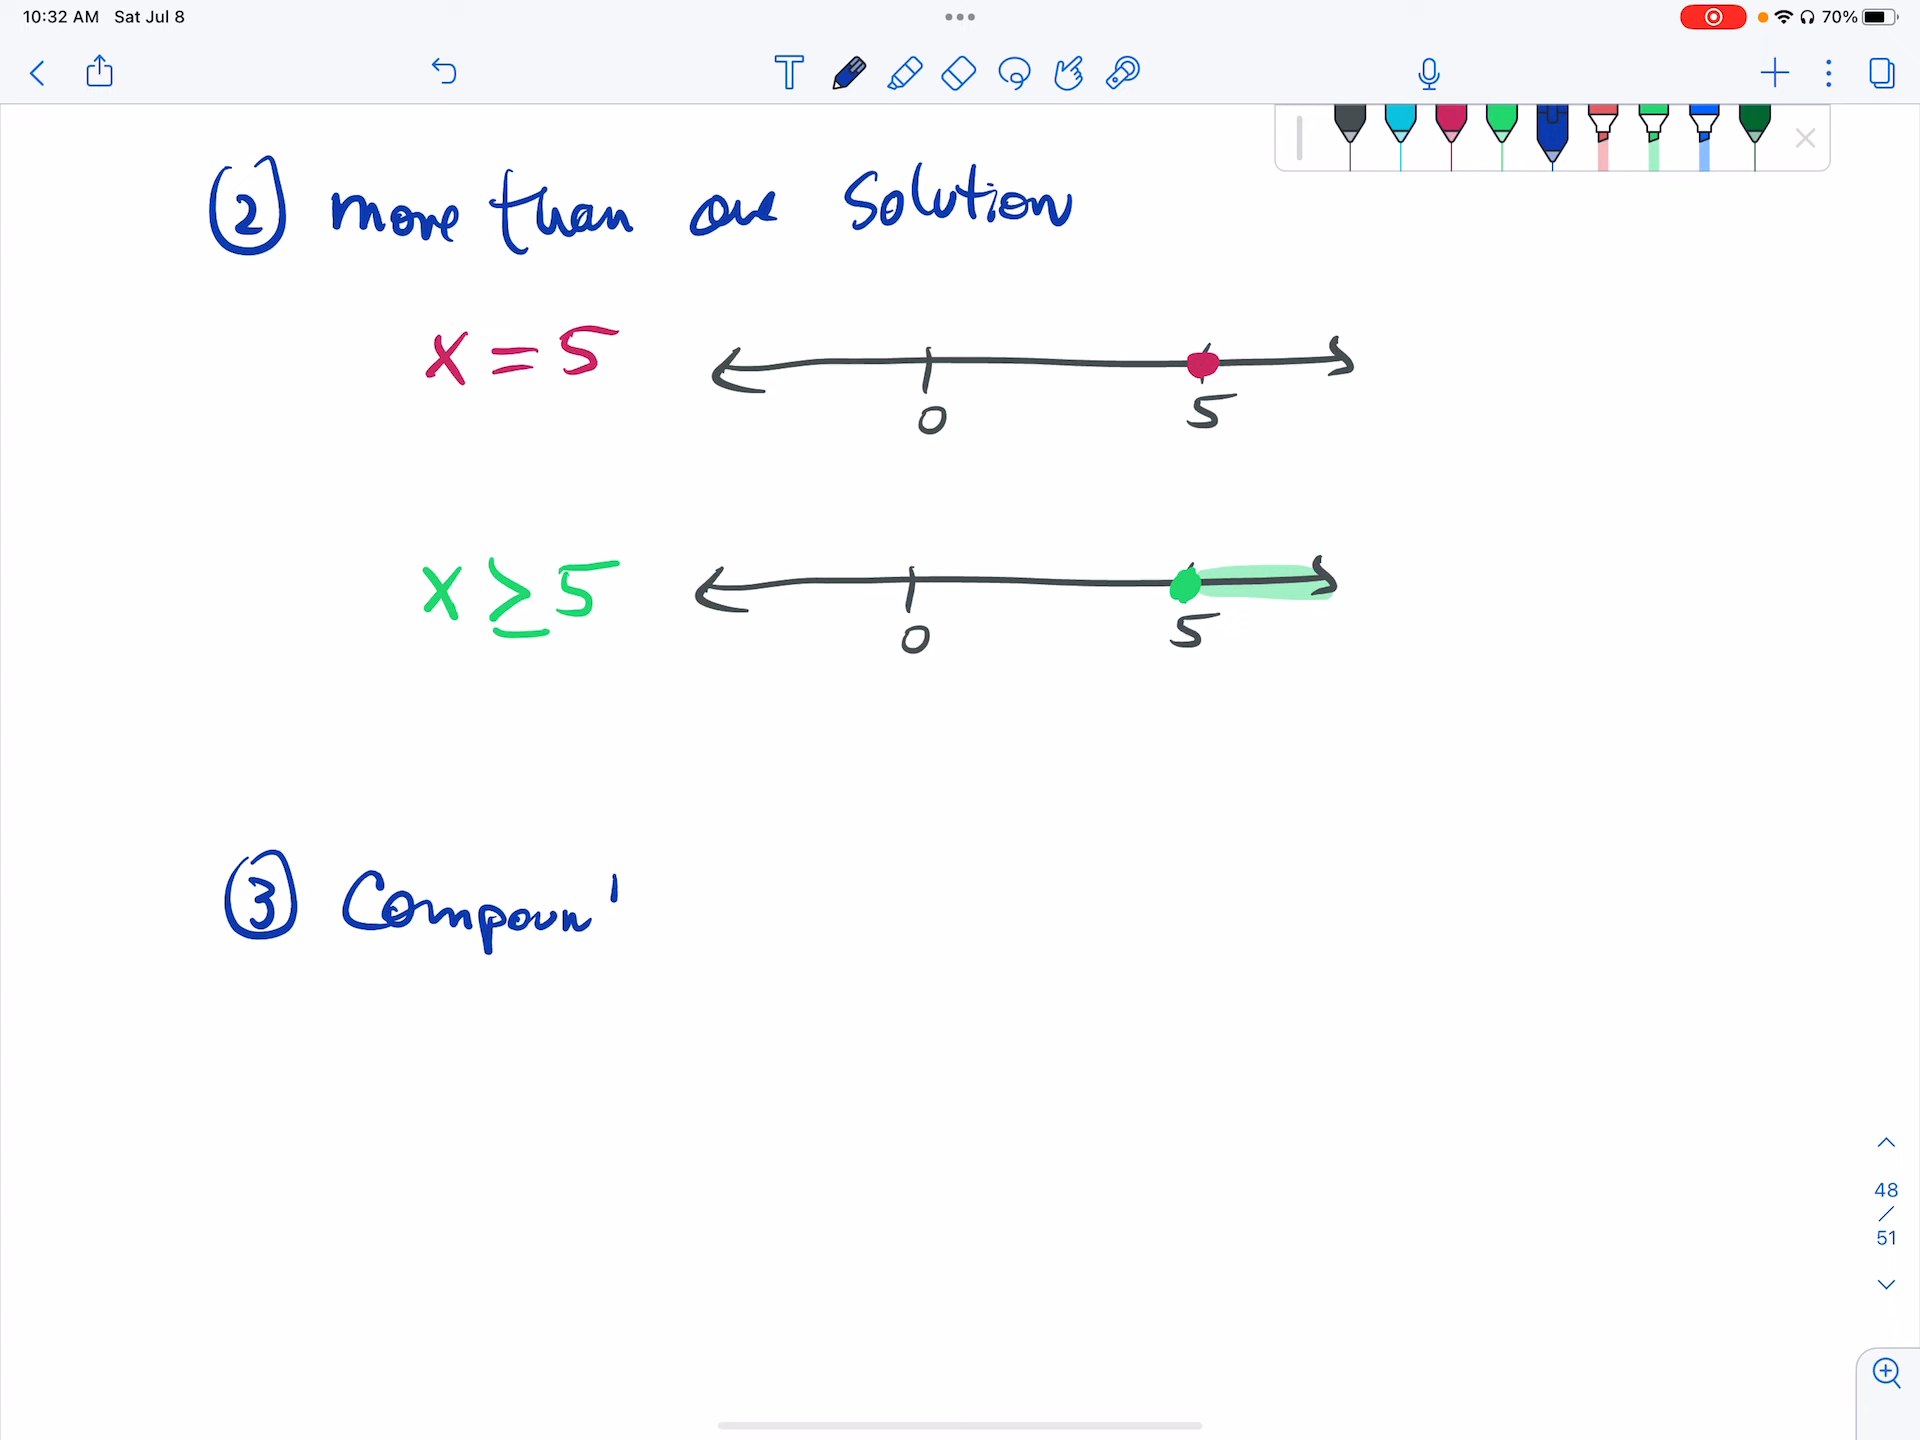 10:32 AM Sat Jul 8
70%
② more than one solution
x = 5
0 5
x ≥ 5
0 5
③ Compoun
48
/
51